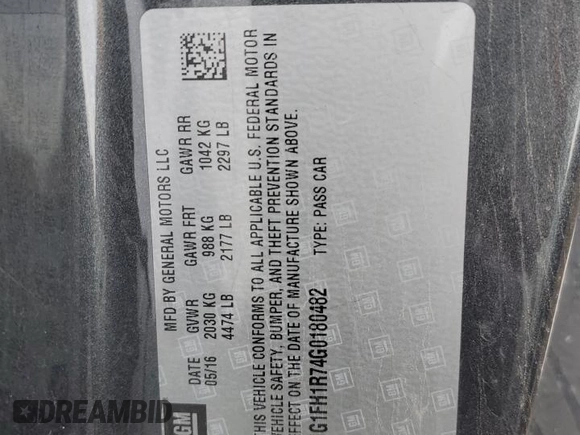 MFD BY GENERAL MOTORS LLC
DATE GVWR GAWR FRT GAWR RR
05/16 2030 KG 988 KG 1042 KG
4474 LB 2177 LB 2297 LB
THIS VEHICLE CONFORMS TO ALL APPLICABLE U.S. FEDERAL MOTOR
VEHICLE SAFETY, BUMPER, AND THEFT PREVENTION STANDARDS IN
EFFECT ON THE DATE OF MANUFACTURE SHOWN ABOVE.
G1FH1R74G0180482 TYPE: PASS CAR
GM
BIDHISTORY